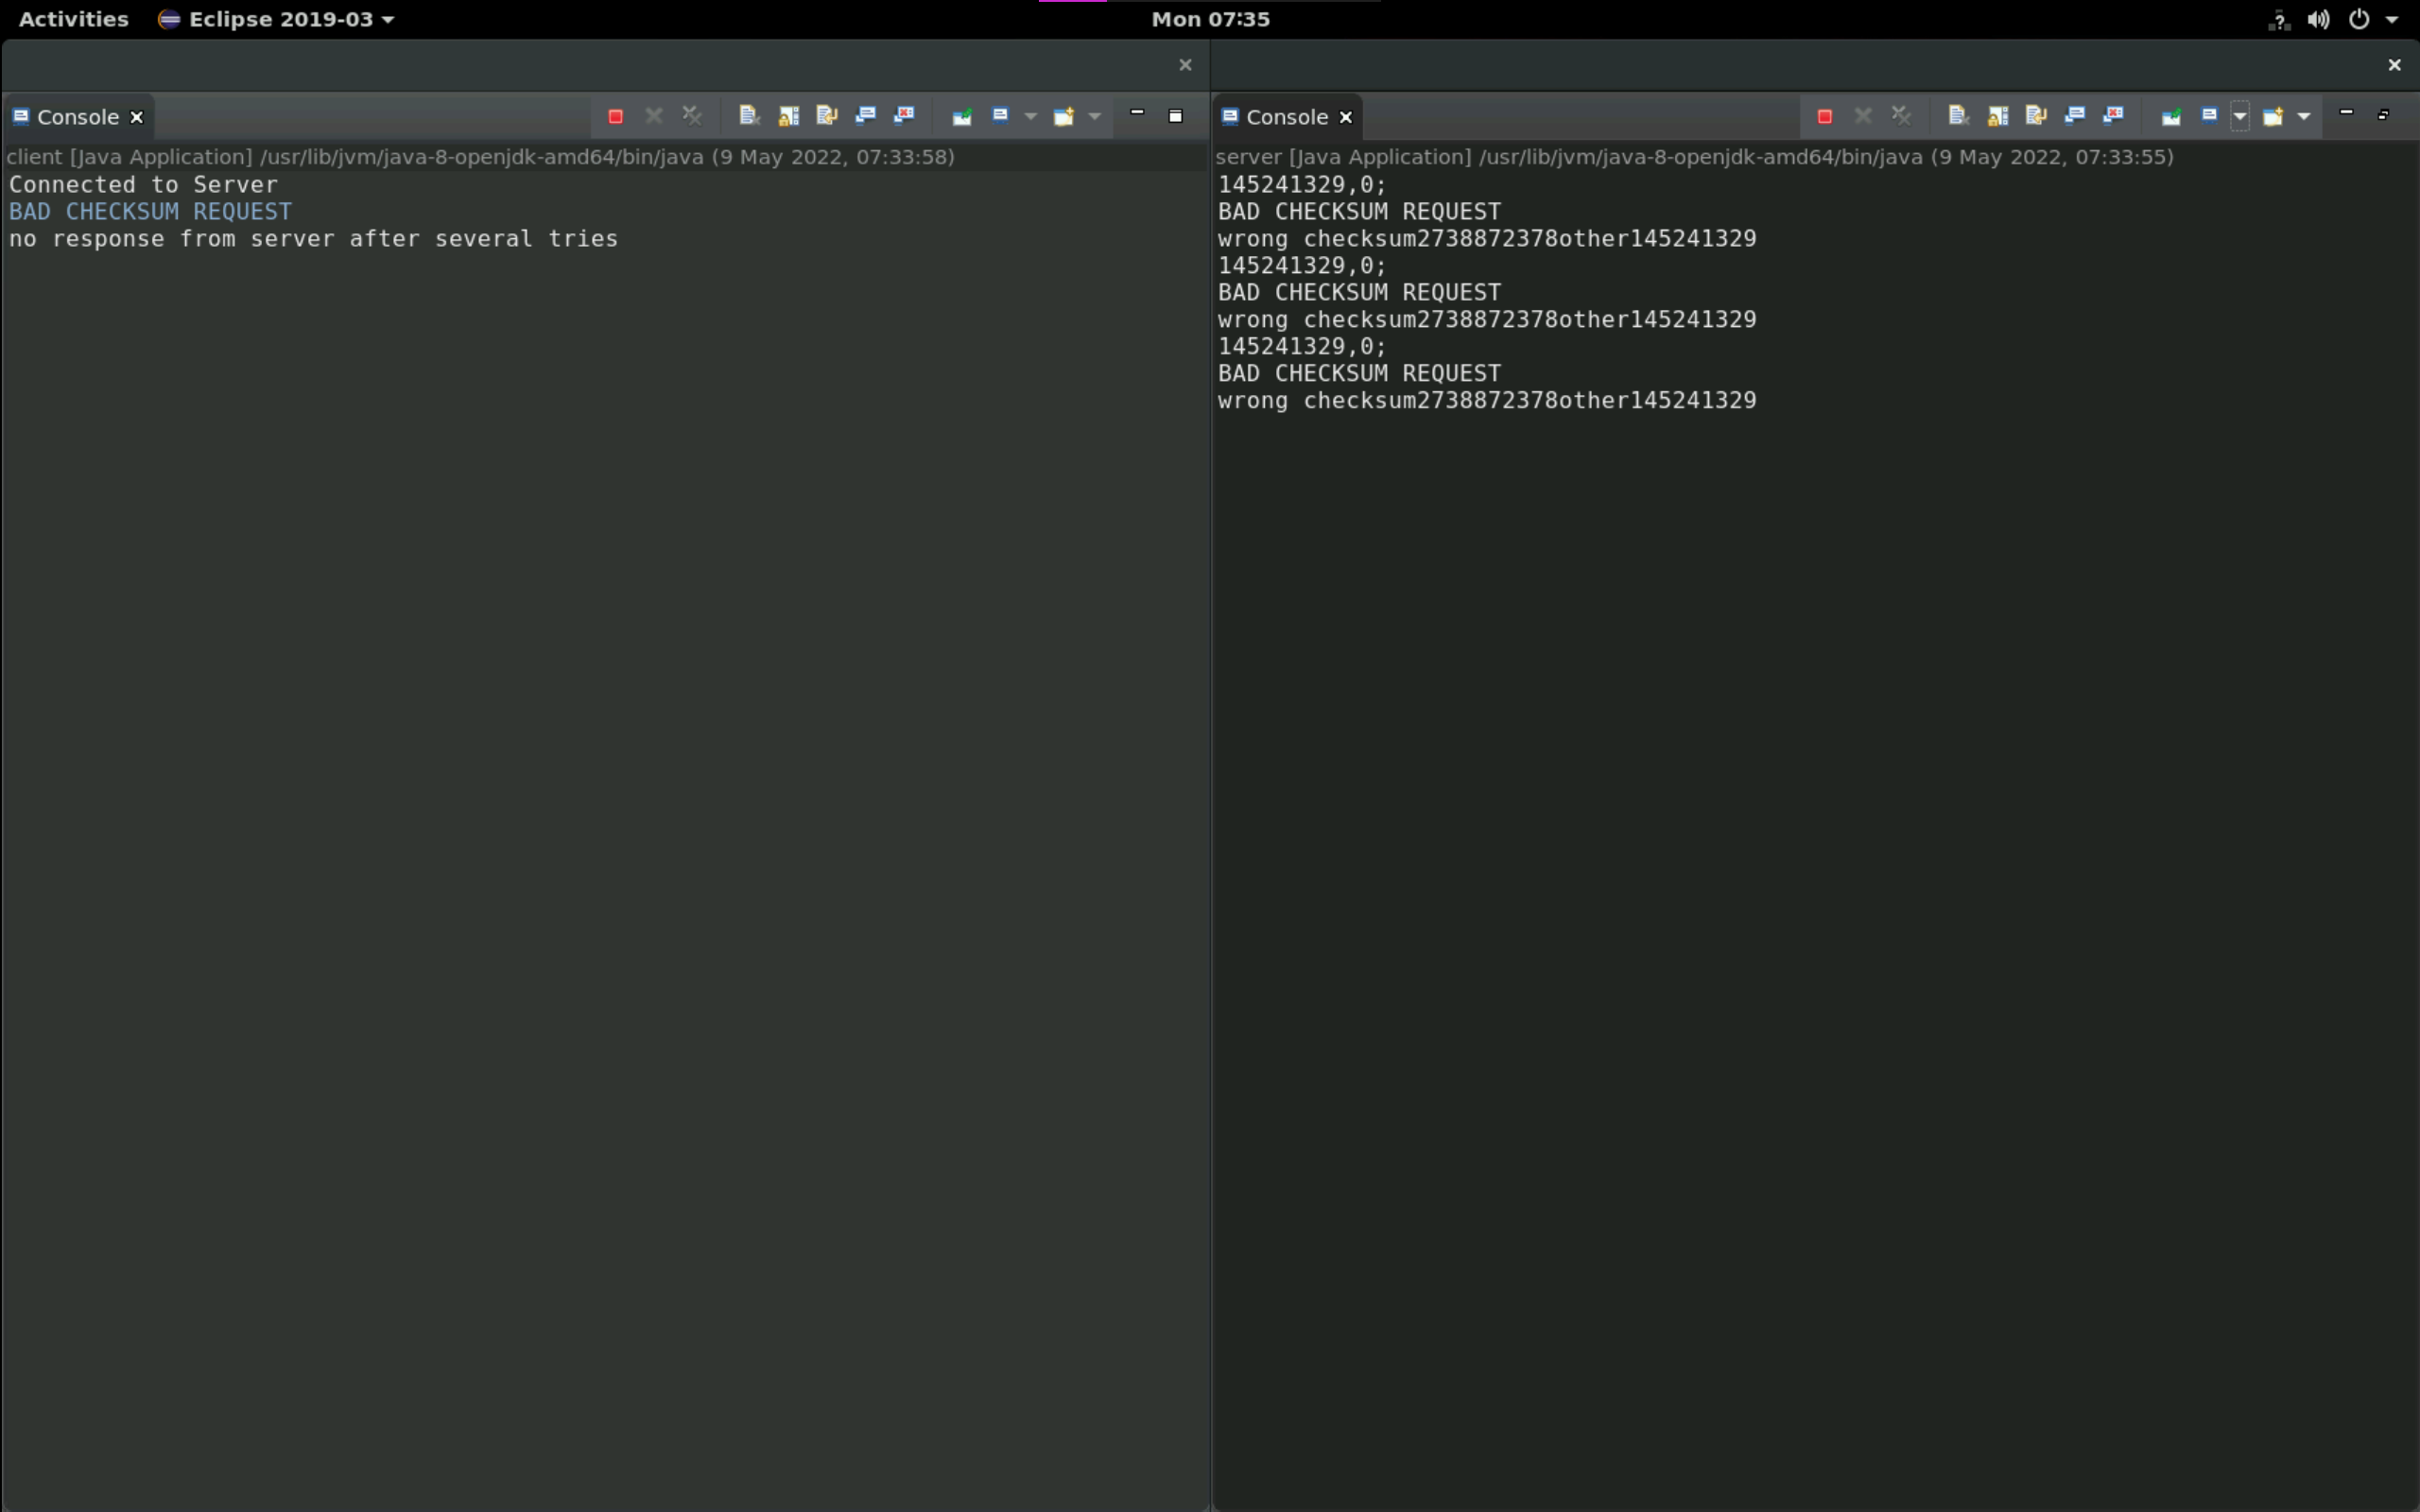 Activities Eclipse 2019-03 Mon 07:35
Console
client [Java Application] /usr/lib/jvm/java-8-openjdk-amd64/bin/java (9 May 2022, 07:33:58)
Connected to Server
BAD CHECKSUM REQUEST
no response from server after several tries
Console
server [Java Application] /usr/lib/jvm/java-8-openjdk-amd64/bin/java (9 May 2022, 07:33:55)
145241329,0;
BAD CHECKSUM REQUEST
wrong checksum2738872378other145241329
145241329,0;
BAD CHECKSUM REQUEST
wrong checksum2738872378other145241329
145241329,0;
BAD CHECKSUM REQUEST
wrong checksum2738872378other145241329